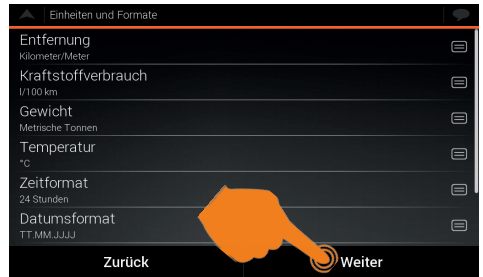 Einheiten und Formate
Entfernung
Kilometer/Meter
Kraftstoffverbrauch
l/100 km
Gewicht
Metrische Tonnen
Temperatur
°C
Zeitformat
24 Stunden
Datumsformat
TT.MM.JJJJ
Zurück
Weiter